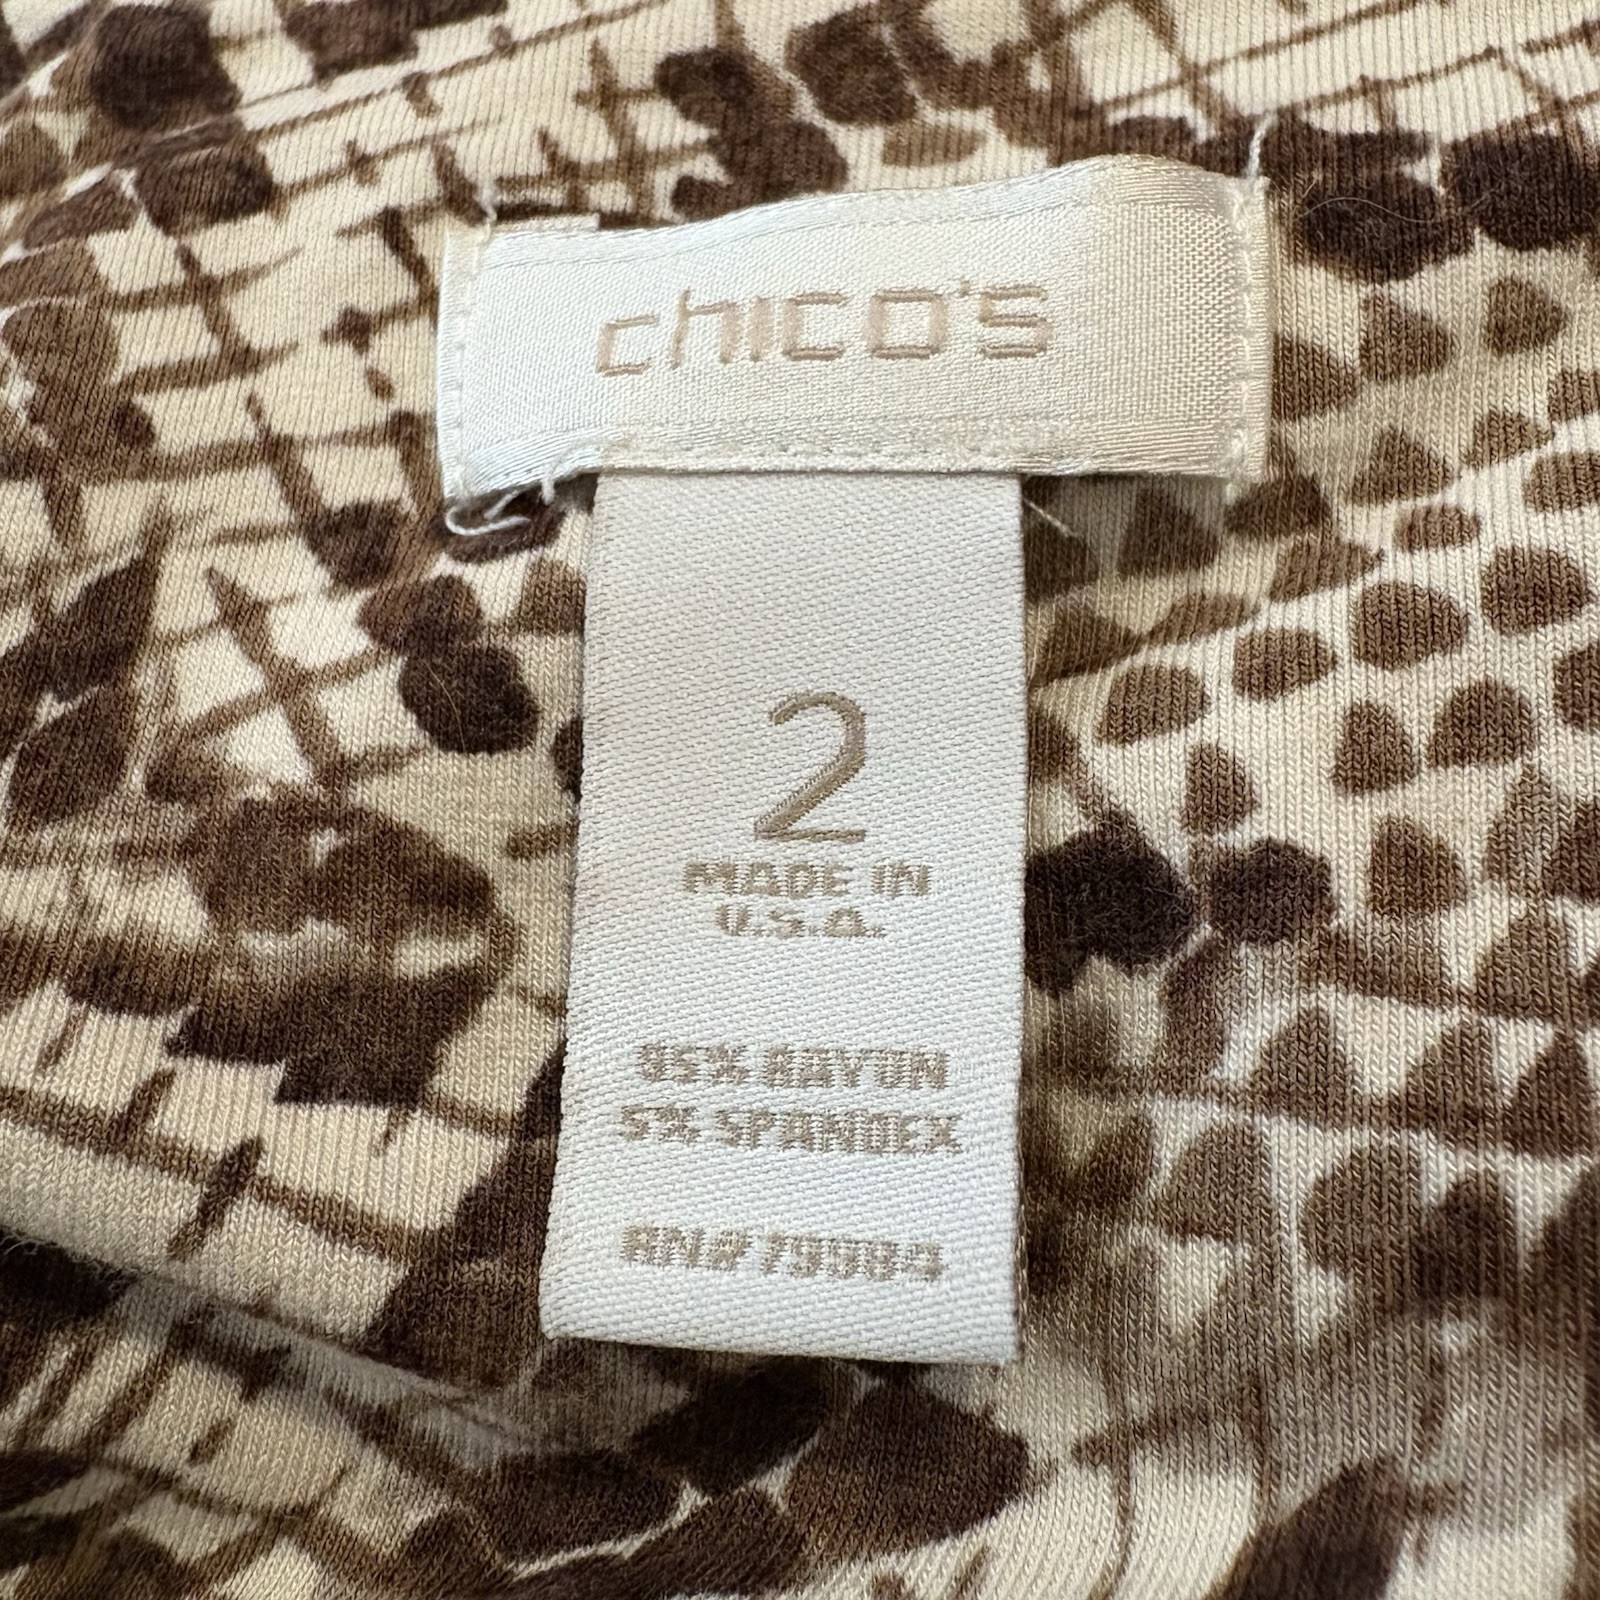 chico's
2
MADE IN
U.S.A.
95% RAYON
5% SPANDEX
RN#79984